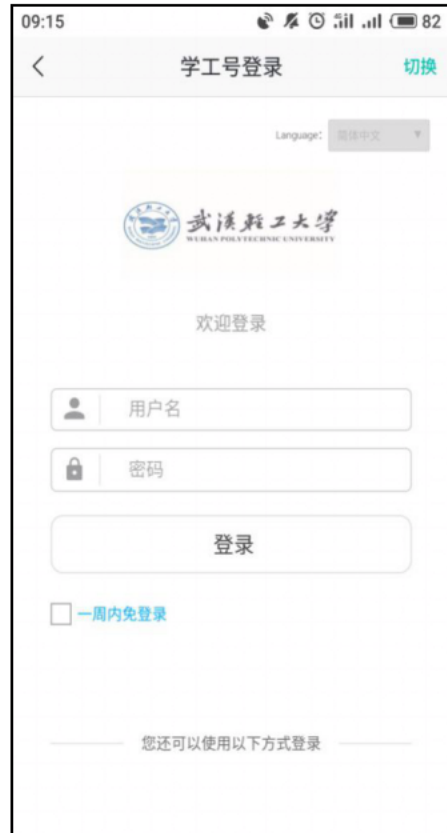 09:15
82
学工号登录
切换
Language: 简体中文
武汉轻工大学
WUHAN POLYTECHNIC UNIVERSITY
欢迎登录
用户名
密码
登录
一周内免登录
您还可以使用以下方式登录